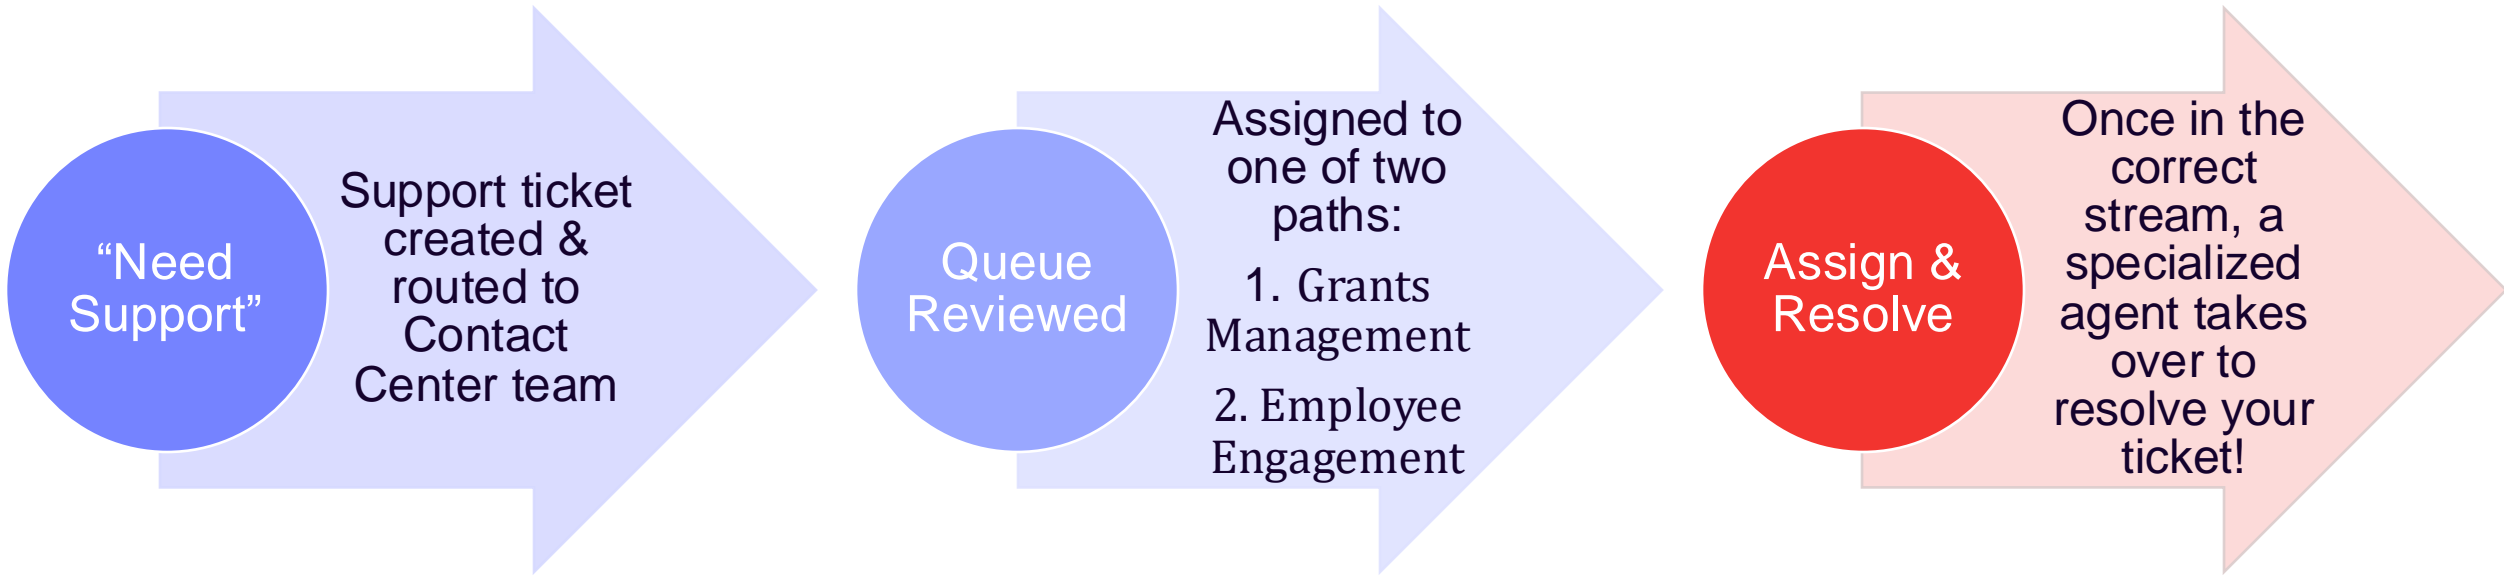 “Need
Support”
Support ticket
created &
routed to
Contact
Center team
Queue
Reviewed
Assigned to
one of two
paths:
1. Grants
Management
2. Employee
Engagement
Assign &
Resolve
Once in the
correct
stream, a
specialized
agent takes
over to
resolve your
ticket!